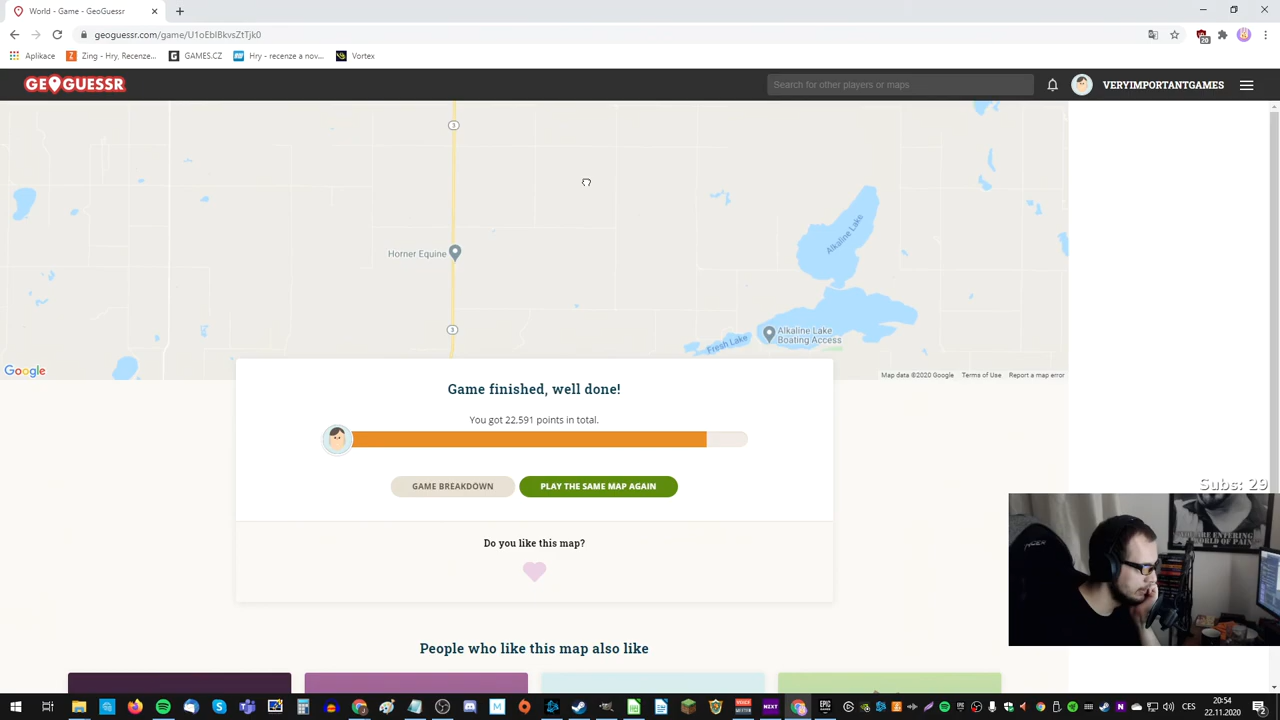 World - Game - GeoGuessr
geoguessr.com/game/U1oEbIBkvsZtTjk0
Aplikace
Zing - Hry, Recenze...
GAMES.CZ
Hry - recenze a nov...
Vortex
GEOGUESSR
Search for other players or maps
VERYIMPORTANTGAMES
3
Alkaline Lake
Horner Equine
3
Alkaline Lake
Boating Access
Fresh Lake
Google
Map data ©2020 Google
Terms of Use
Report a map error
Game finished, well done!
You got 22,591 points in total.
GAME BREAKDOWN
PLAY THE SAME MAP AGAIN
Subs: 29
Do you like this map?
People who like this map also like
CES
20:54
22.11.2020